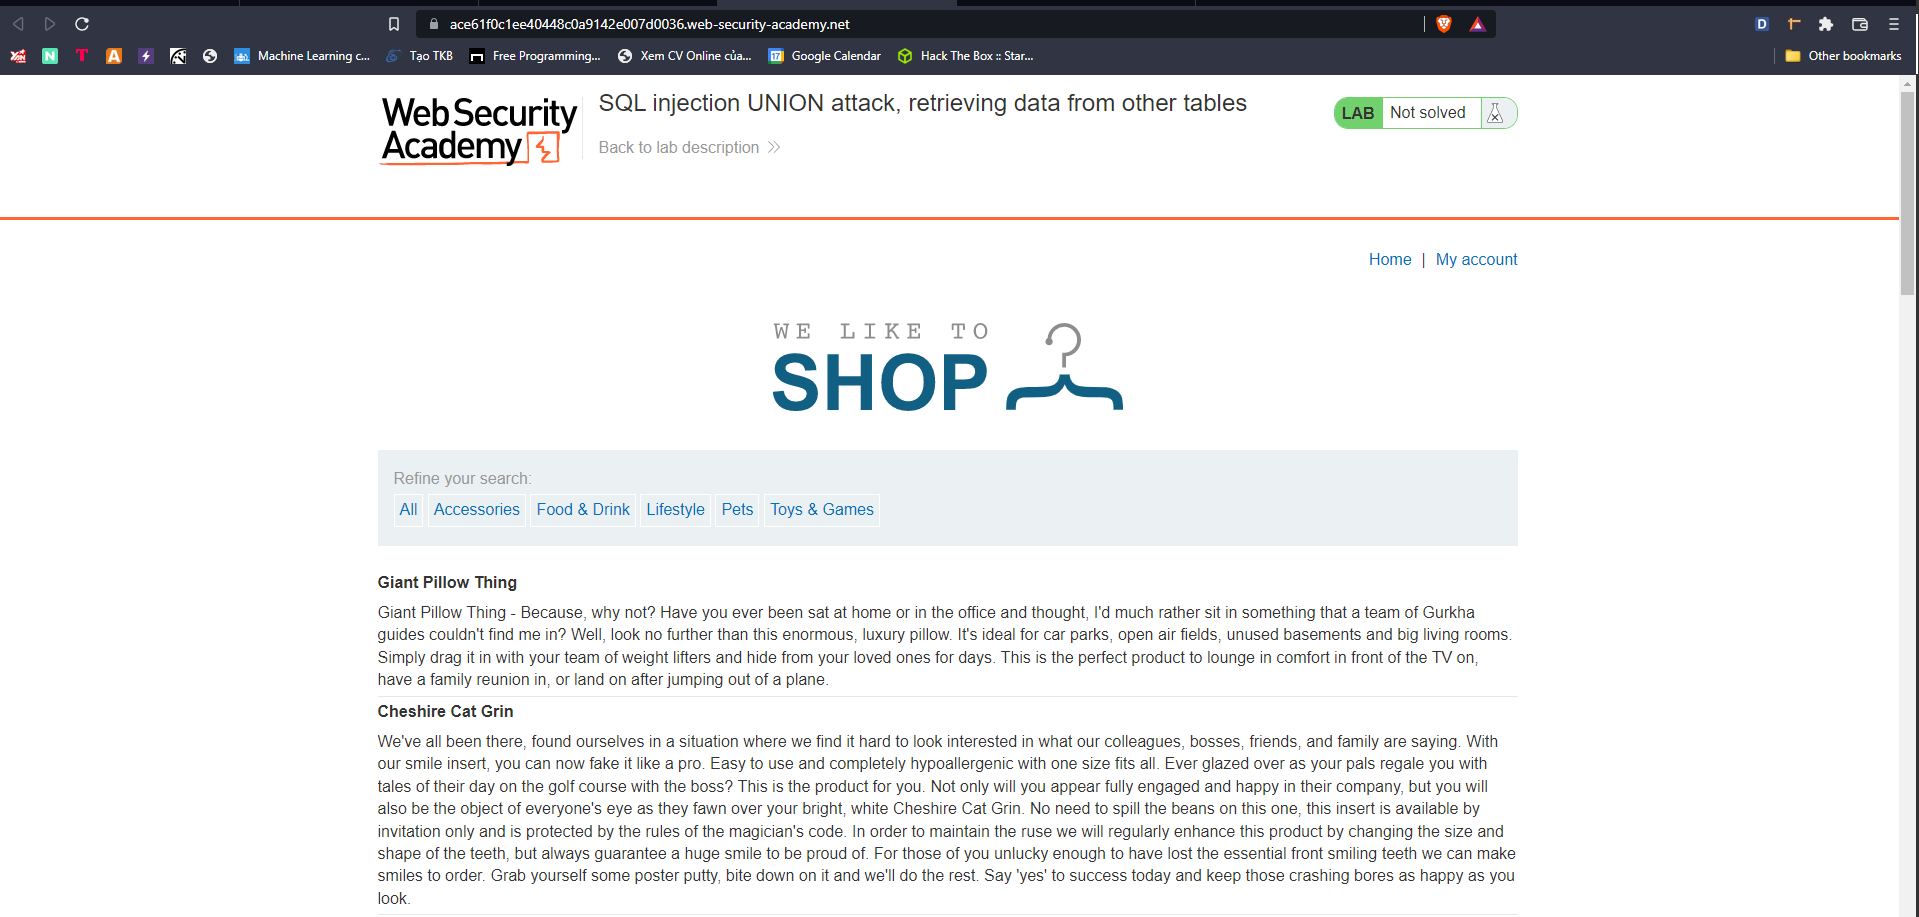 ace61f0c1ee40448c0a9142e007d0036.web-security-academy.net
Machine Learning c... Tạo TKB Free Programming... Xem CV Online của... Google Calendar Hack The Box :: Star... Other bookmarks
Web Security
Academy
SQL injection UNION attack, retrieving data from other tables
Back to lab description
LAB Not solved
Home | My account
WE LIKE TO
SHOP
Refine your search:
All Accessories Food & Drink Lifestyle Pets Toys & Games
Giant Pillow Thing
Giant Pillow Thing - Because, why not? Have you ever been sat at home or in the office and thought, I'd much rather sit in something that a team of Gurkha
guides couldn't find me in? Well, look no further than this enormous, luxury pillow. It's ideal for car parks, open air fields, unused basements and big living rooms.
Simply drag it in with your team of weight lifters and hide from your loved ones for days. This is the perfect product to lounge in comfort in front of the TV on,
have a family reunion in, or land on after jumping out of a plane.
Cheshire Cat Grin
We've all been there, found ourselves in a situation where we find it hard to look interested in what our colleagues, bosses, friends, and family are saying. With
our smile insert, you can now fake it like a pro. Easy to use and completely hypoallergenic with one size fits all. Ever glazed over as your pals regale you with
tales of their day on the golf course with the boss? This is the product for you. Not only will you appear fully engaged and happy in their company, but you will
also be the object of everyone's eye as they fawn over your bright, white Cheshire Cat Grin. No need to spill the beans on this one, this insert is available by
invitation only and is protected by the rules of the magician's code. In order to maintain the ruse we will regularly enhance this product by changing the size and
shape of the teeth, but always guarantee a huge smile to be proud of. For those of you unlucky enough to have lost the essential front smiling teeth we can make
smiles to order. Grab yourself some poster putty, bite down on it and we'll do the rest. Say 'yes' to success today and keep those crashing bores as happy as you
look.